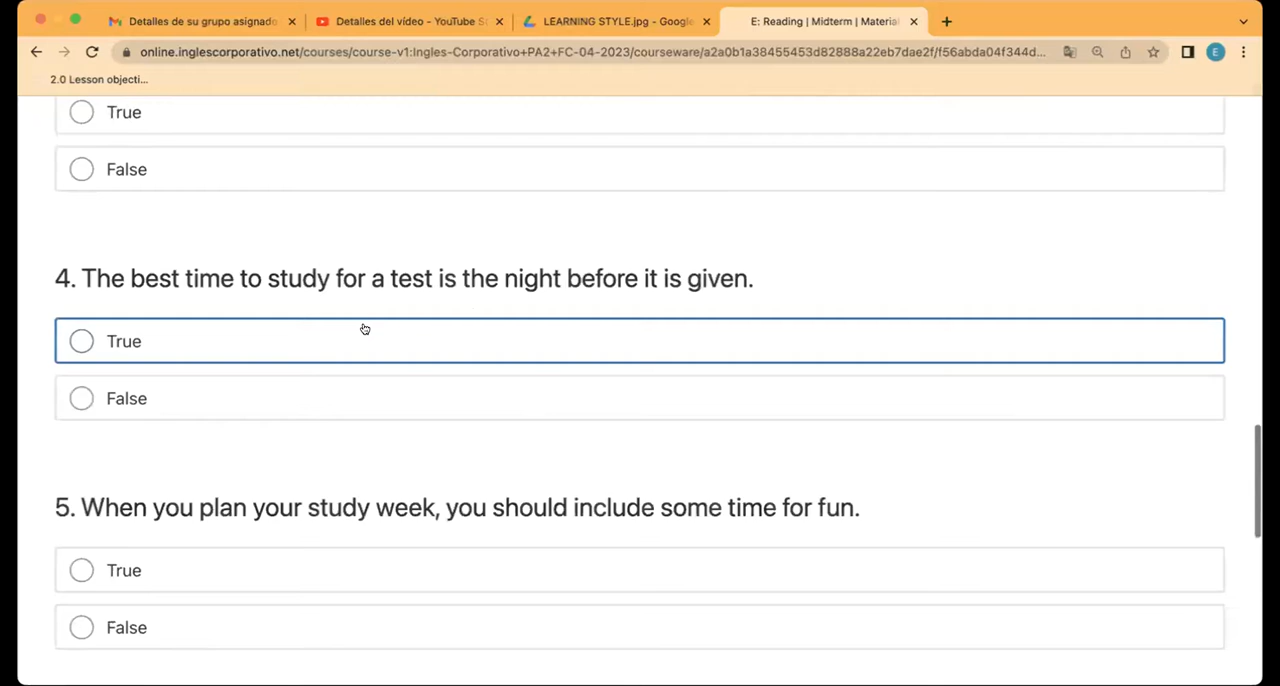 Detalles de su grupo asignado
Detalles del vídeo - YouTube S
LEARNING STYLE.jpg - Google
E: Reading | Midterm | Material
online.inglescorporativo.net/courses/course-v1:Ingles-Corporativo+PA2+FC-04-2023/courseware/a2a0b1a38455453d82888a22eb7dae2f/f56abda04f344d...
E
2.0 Lesson objecti...
True
False
4. The best time to study for a test is the night before it is given.
True
False
5. When you plan your study week, you should include some time for fun.
True
False